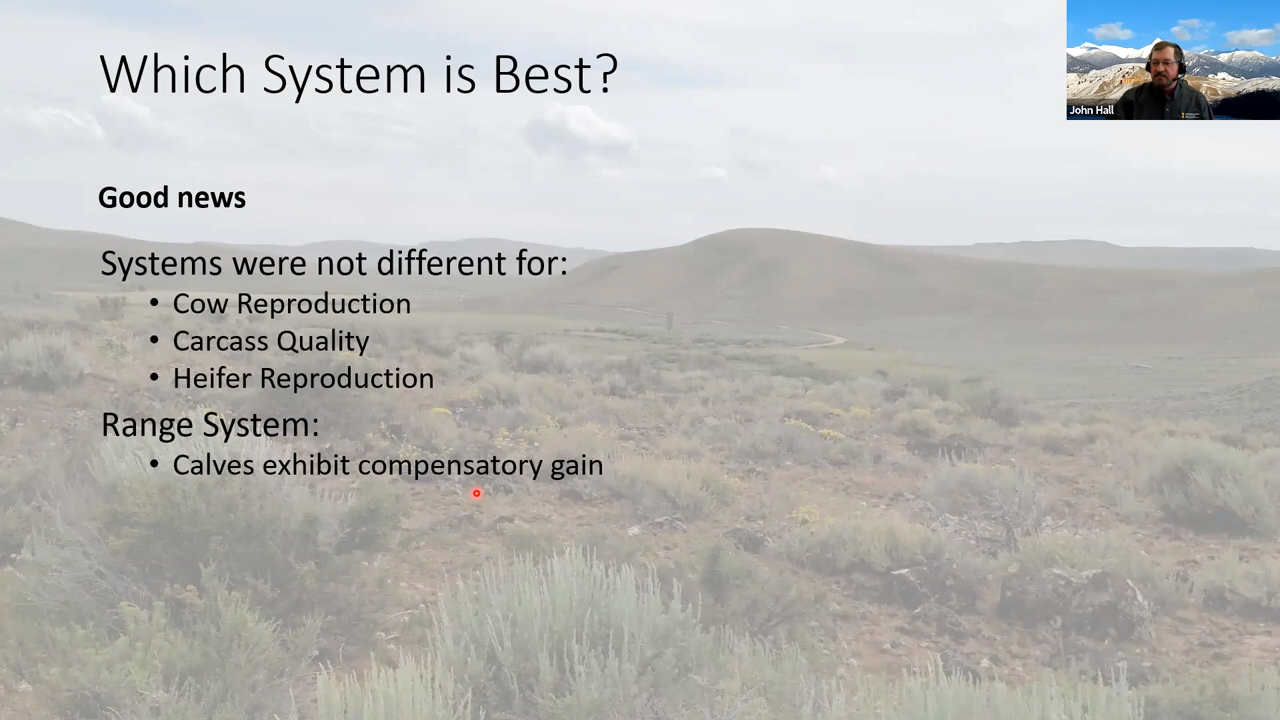 Which System is Best?
John Hall
Good news
Systems were not different for:
• Cow Reproduction
• Carcass Quality
• Heifer Reproduction
Range System:
• Calves exhibit compensatory gain